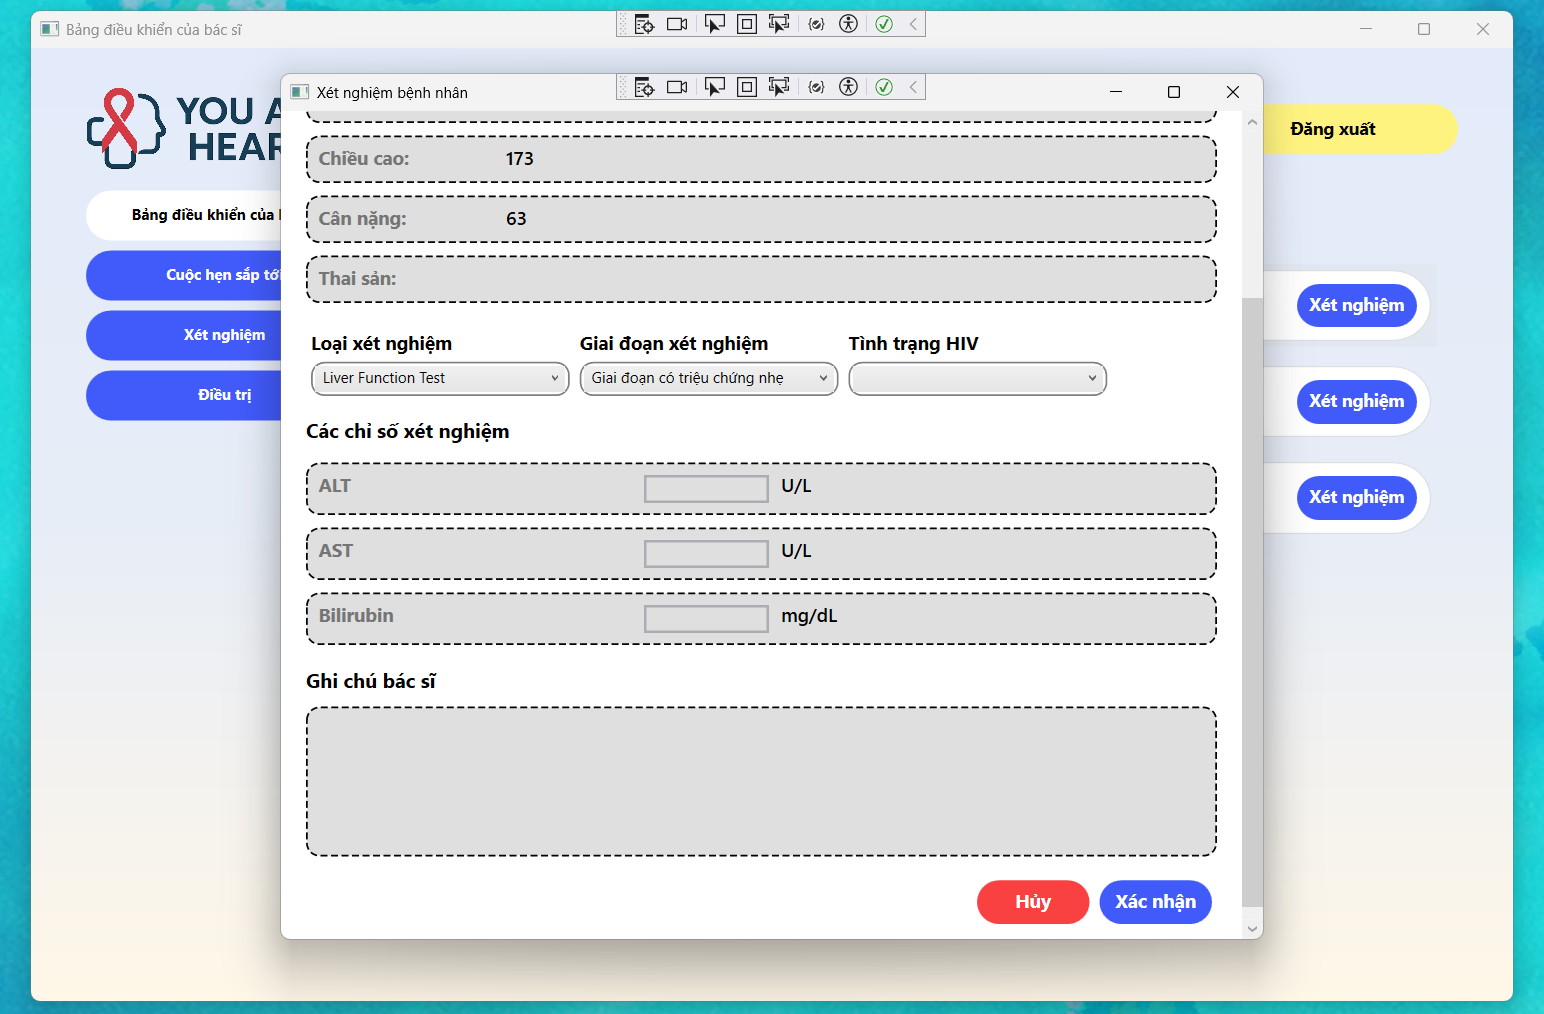 Bảng điều khiển của bác sĩ
Xét nghiệm bệnh nhân
YOU A
HEAR
Đăng xuất
Bảng điều khiển của
Cuộc hẹn sắp tới
Xét nghiệm
Điều trị
Chiều cao: 173
Cân nặng: 63
Thai sản:
Loại xét nghiệm Giai đoạn xét nghiệm Tình trạng HIV
Liver Function Test Giai đoạn có triệu chứng nhẹ
Các chỉ số xét nghiệm
ALT U/L
AST U/L
Bilirubin mg/dL
Ghi chú bác sĩ
Hủy Xác nhận
Xét nghiệm
Xét nghiệm
Xét nghiệm